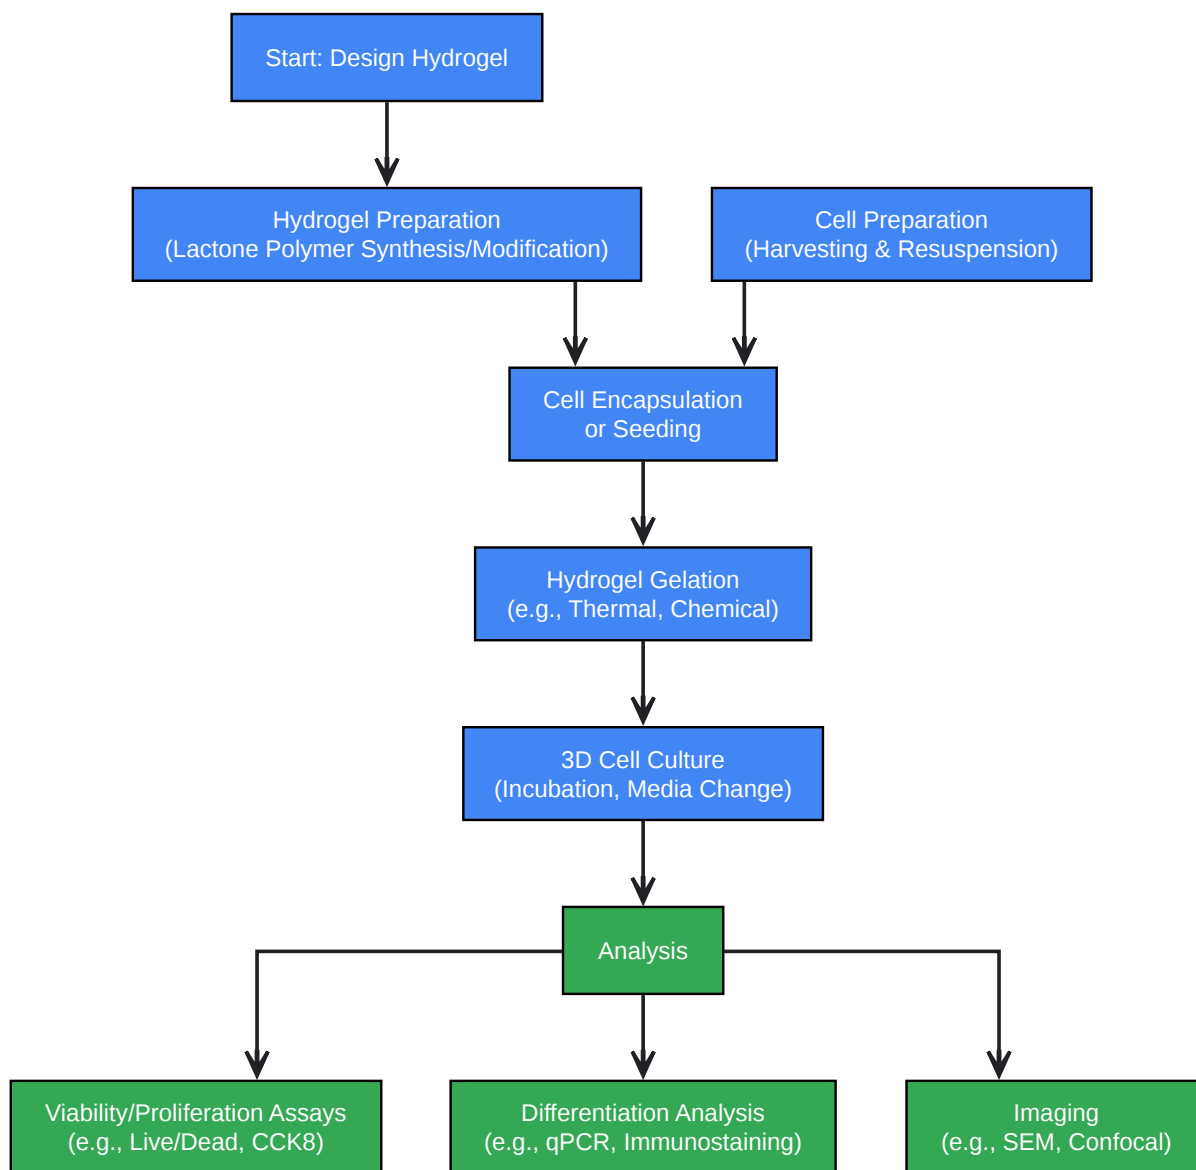 Start: Design Hydrogel
Hydrogel Preparation
(Lactone Polymer Synthesis/Modification)
Cell Preparation
(Harvesting & Resuspension)
Cell Encapsulation
or Seeding
Hydrogel Gelation
(e.g., Thermal, Chemical)
3D Cell Culture
(Incubation, Media Change)
Analysis
Viability/Proliferation Assays
(e.g., Live/Dead, CCK8)
Differentiation Analysis
(e.g., qPCR, Immunostaining)
Imaging
(e.g., SEM, Confocal)